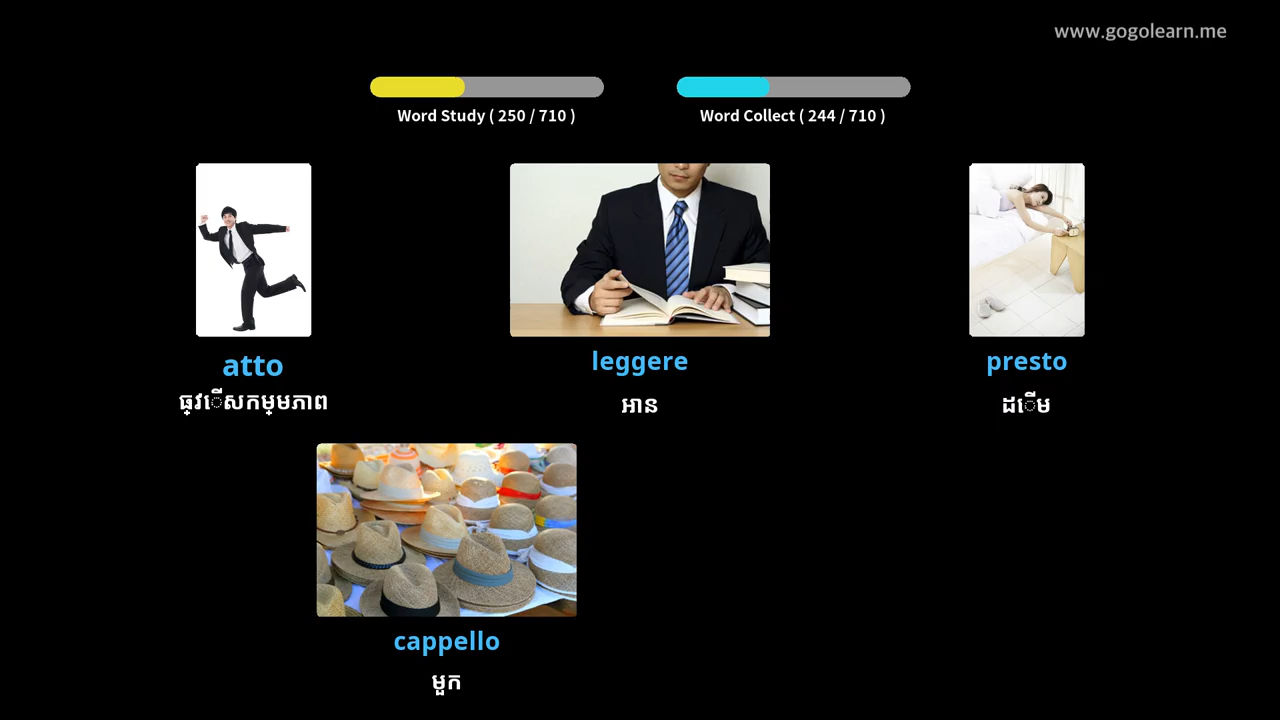 www.gogolearn.me
Word Study ( 250 / 710 )
Word Collect ( 244 / 710 )
atto
ធ្វើសកម្មភាព
leggere
អាន
presto
ដើម
cappello
មួក